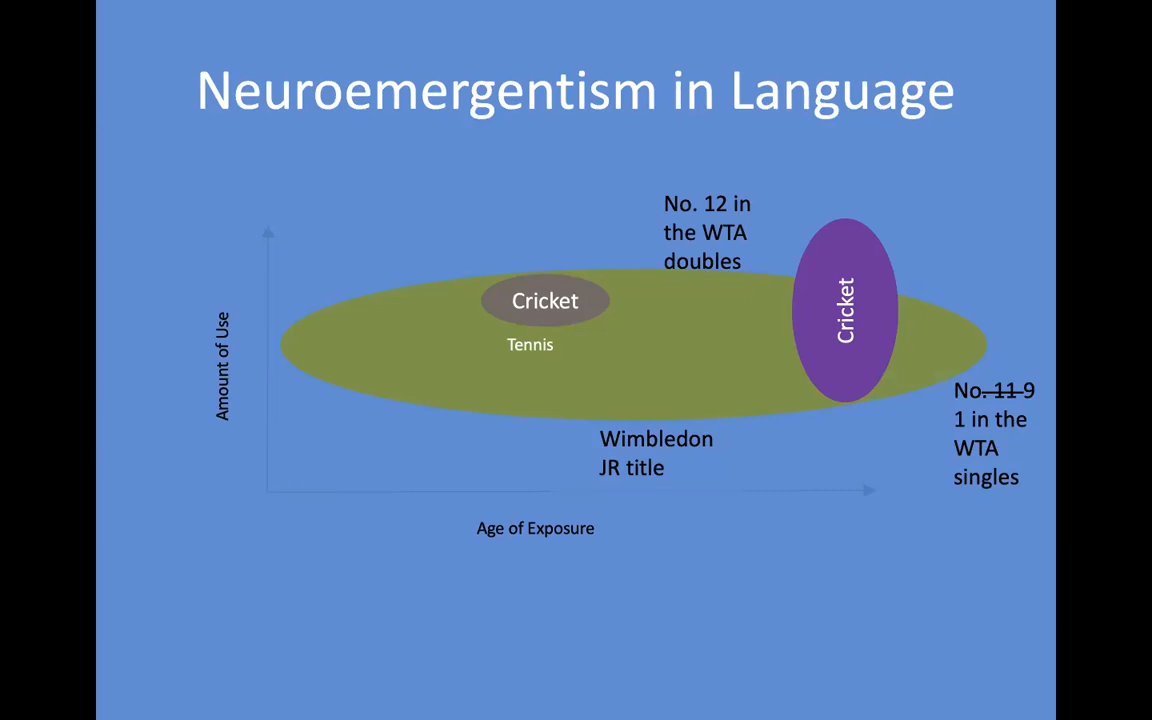 Neuroemergentism in Language
No. 12 in
the WTA
doubles
Cricket
Cricket
Tennis
Amount of Use
No. 11 9
1 in the
WTA
singles
Wimbledon
JR title
Age of Exposure